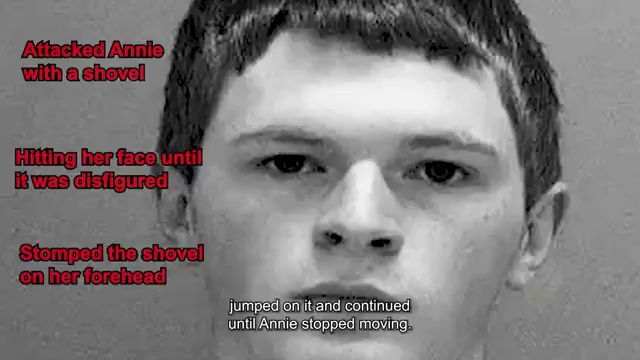 Attacked Annie
with a shovel
Hitting her face until
it was disfigured
Stomped the shovel
on her forehead
jumped on it and continued
until Annie stopped moving.